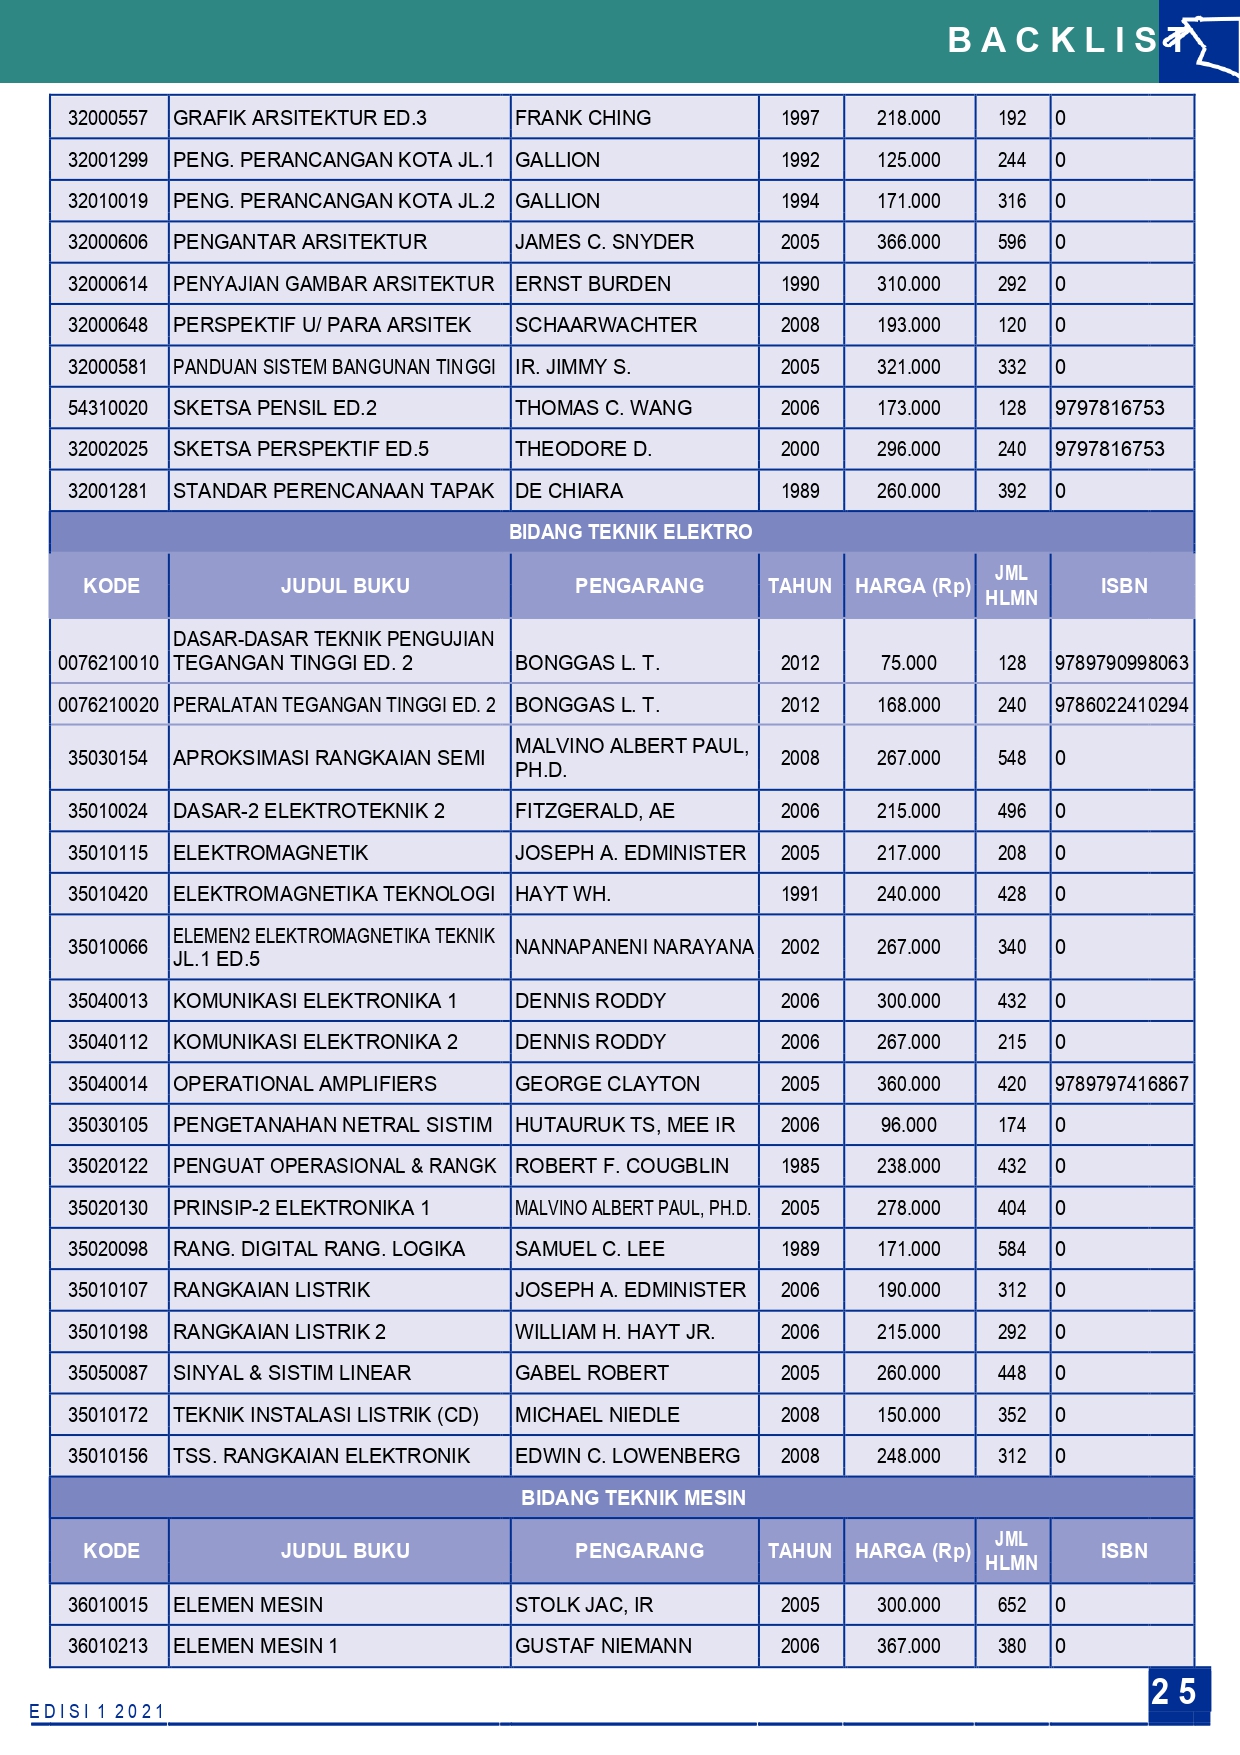 BACKLIST
32000557 GRAFIK ARSITEKTUR ED.3 FRANK CHING 1997 218.000 192 0
32001299 PENG. PERANCANGAN KOTA JL.1 GALLION 1992 125.000 244 0
32010019 PENG. PERANCANGAN KOTA JL.2 GALLION 1994 171.000 316 0
32000606 PENGANTAR ARSITEKTUR JAMES C. SNYDER 2005 366.000 596 0
32000614 PENYAJIAN GAMBAR ARSITEKTUR ERNST BURDEN 1990 310.000 292 0
32000648 PERSPEKTIF U/ PARA ARSITEK SCHAARWACHTER 2008 193.000 120 0
32000581 PANDUAN SISTEM BANGUNAN TINGGI IR. JIMMY S. 2005 321.000 332 0
54310020 SKETSA PENSIL ED.2 THOMAS C. WANG 2006 173.000 128 9797816753
32002025 SKETSA PERSPEKTIF ED.5 THEODORE D. 2000 296.000 240 9797816753
32001281 STANDAR PERENCANAAN TAPAK DE CHIARA 1989 260.000 392 0
BIDANG TEKNIK ELEKTRO
KODE JUDUL BUKU PENGARANG TAHUN HARGA (Rp) JML HLMN ISBN
DASAR-DASAR TEKNIK PENGUJIAN
0076210010 TEGANGAN TINGGI ED. 2 BONGGAS L. T. 2012 75.000 128 9789790998063
0076210020 PERALATAN TEGANGAN TINGGI ED. 2 BONGGAS L. T. 2012 168.000 240 9786022410294
35030154 APROKSIMASI RANGKAIAN SEMI MALVINO ALBERT PAUL, PH.D. 2008 267.000 548 0
35010024 DASAR-2 ELEKTROTEKNIK 2 FITZGERALD, AE 2006 215.000 496 0
35010115 ELEKTROMAGNETIK JOSEPH A. EDMINISTER 2005 217.000 208 0
35010420 ELEKTROMAGNETIKA TEKNOLOGI HAYT WH. 1991 240.000 428 0
35010066 ELEMEN2 ELEKTROMAGNETIKA TEKNIK JL.1 ED.5 NANNAPANENI NARAYANA 2002 267.000 340 0
35040013 KOMUNIKASI ELEKTRONIKA 1 DENNIS RODDY 2006 300.000 432 0
35040112 KOMUNIKASI ELEKTRONIKA 2 DENNIS RODDY 2006 267.000 215 0
35040014 OPERATIONAL AMPLIFIERS GEORGE CLAYTON 2005 360.000 420 9789797416867
35030105 PENGETANAHAN NETRAL SISTIM HUTAURUK TS, MEE IR 2006 96.000 174 0
35020122 PENGUAT OPERASIONAL & RANGK ROBERT F. COUGBLIN 1985 238.000 432 0
35020130 PRINSIP-2 ELEKTRONIKA 1 MALVINO ALBERT PAUL, PH.D. 2005 278.000 404 0
35020098 RANG. DIGITAL RANG. LOGIKA SAMUEL C. LEE 1989 171.000 584 0
35010107 RANGKAIAN LISTRIK JOSEPH A. EDMINISTER 2006 190.000 312 0
35010198 RANGKAIAN LISTRIK 2 WILLIAM H. HAYT JR. 2006 215.000 292 0
35050087 SINYAL & SISTIM LINEAR GABEL ROBERT 2005 260.000 448 0
35010172 TEKNIK INSTALASI LISTRIK (CD) MICHAEL NIEDLE 2008 150.000 352 0
35010156 TSS. RANGKAIAN ELEKTRONIK EDWIN C. LOWENBERG 2008 248.000 312 0
BIDANG TEKNIK MESIN
KODE JUDUL BUKU PENGARANG TAHUN HARGA (Rp) JML HLMN ISBN
36010015 ELEMEN MESIN STOLK JAC, IR 2005 300.000 652 0
36010213 ELEMEN MESIN 1 GUSTAF NIEMANN 2006 367.000 380 0
25
EDISI 1 2021